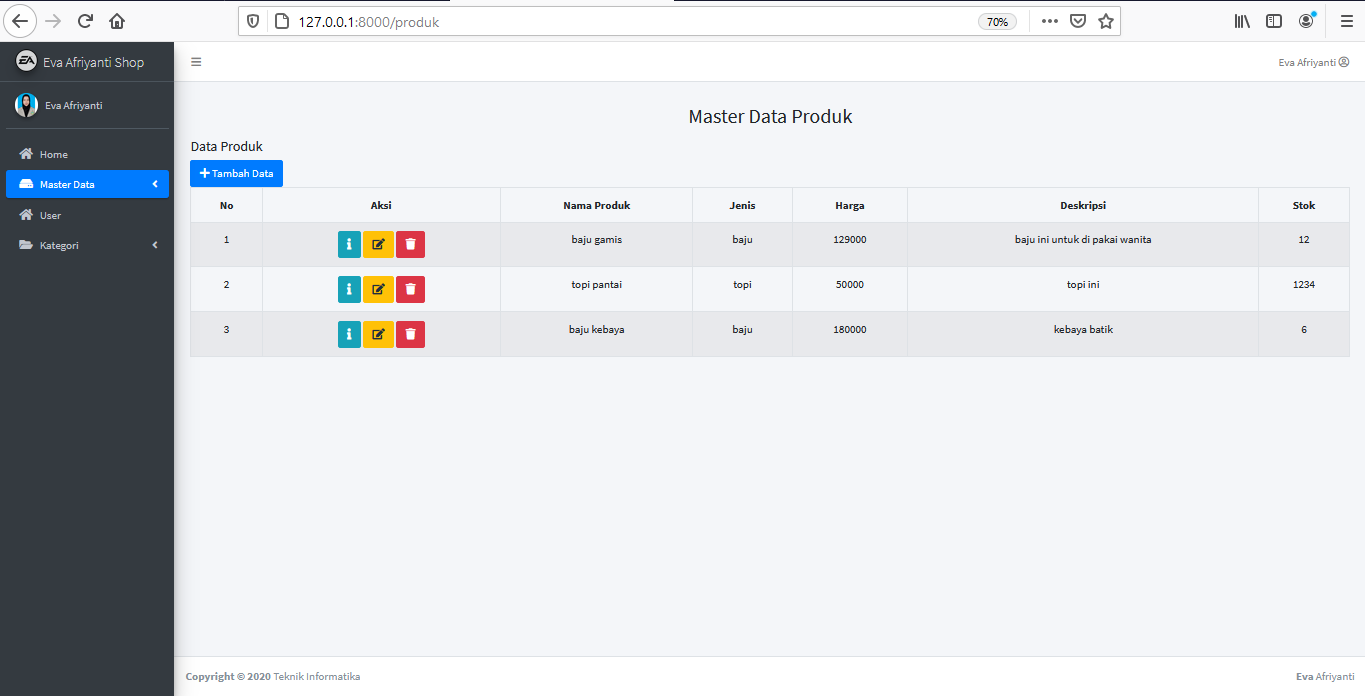 127.0.0.1:8000/produk
70%
EA Eva Afriyanti Shop
Eva Afriyanti
Eva Afriyanti
Home
Master Data
User
Kategori
Master Data Produk
Data Produk
Tambah Data
No Aksi Nama Produk Jenis Harga Deskripsi Stok
1 baju gamis baju 129000 baju ini untuk di pakai wanita 12
2 topi pantai topi 50000 topi ini 1234
3 baju kebaya baju 180000 kebaya batik 6
Copyright © 2020 Teknik Informatika
Eva Afriyanti